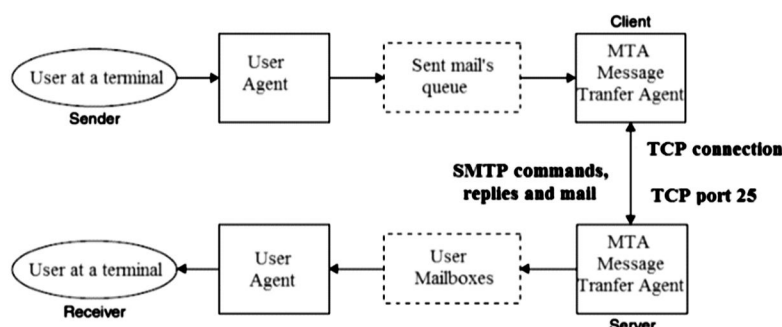 Client
User at a terminal
User
Agent
Sent mail's
queue
MTA
Message
Tranfer Agent
Sender
TCP connection
SMTP commands,
replies and mail
TCP port 25
User at a terminal
User
Agent
User
Mailboxes
MTA
Message
Tranfer Agent
Receiver
Server